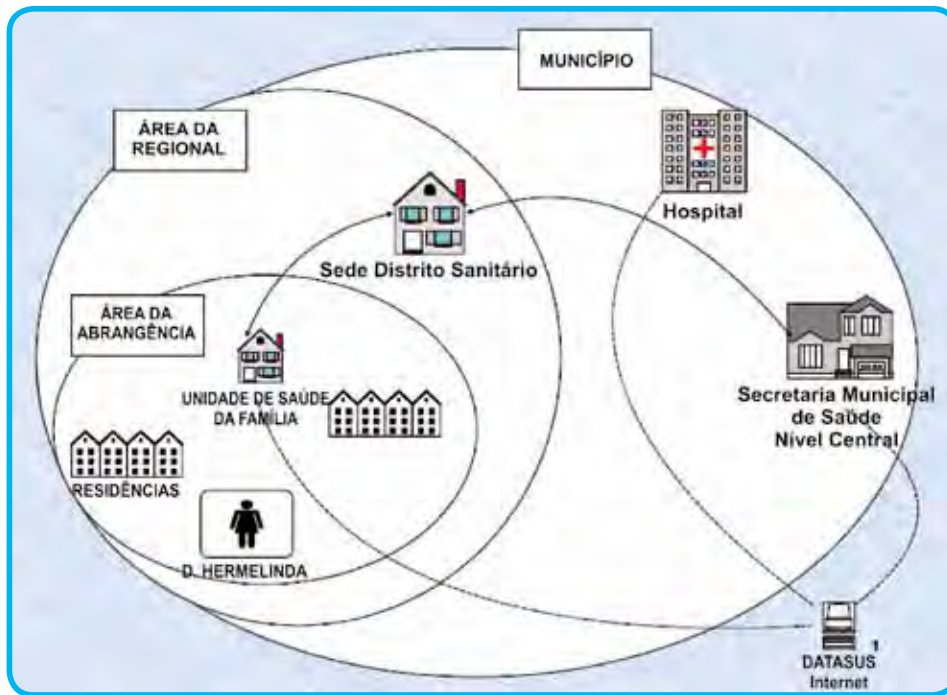 MUNICÍPIO
ÁREA DA
REGIONAL
Hospital
Sede Distrito Sanitário
ÁREA DA
ABRANGÊNCIA
UNIDADE DE SAÚDE
DA FAMÍLIA
Secretaria Municipal
de Saúde
Nível Central
RESIDÊNCIAS
D. HERMELINDA
1
DATASUS
Internet